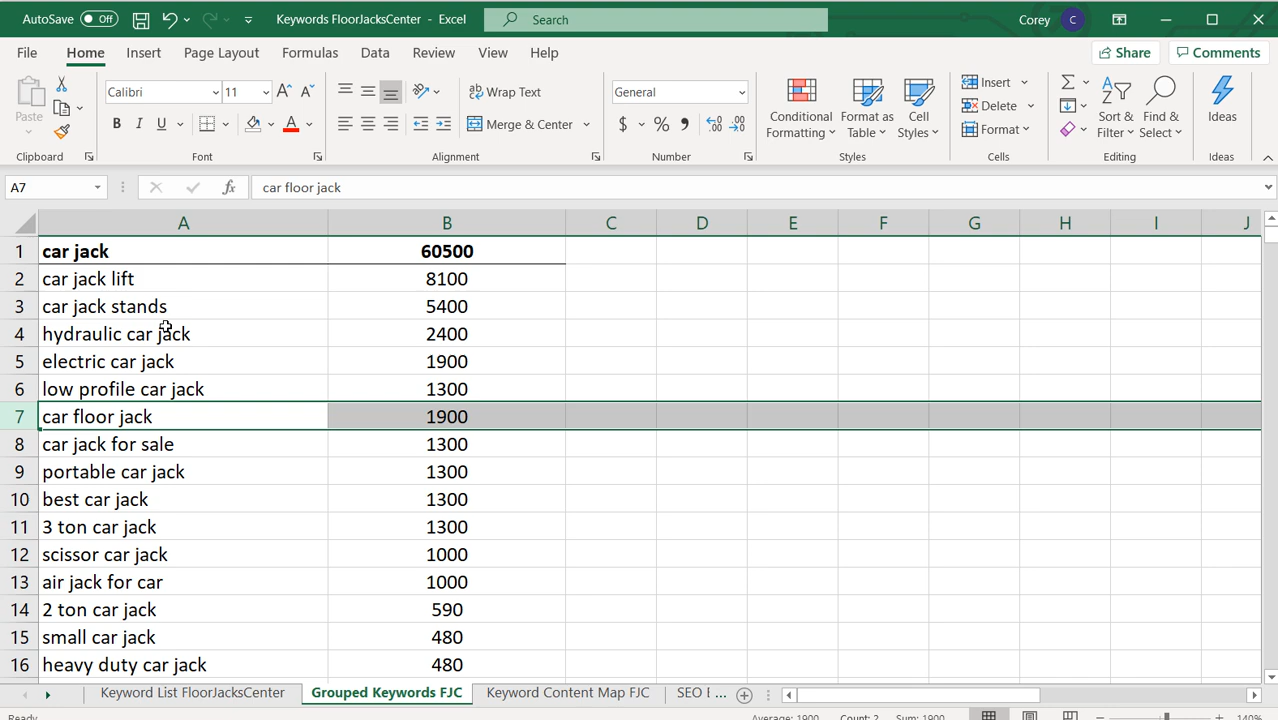 AutoSave Off Keywords FloorJacksCenter - Excel Search Corey C
File Home Insert Page Layout Formulas Data Review View Help Share Comments
Paste Calibri 11 A A ab Wrap Text General Conditional Formatting Format as Table Cell Styles Insert Sort & Filter Find & Select Ideas
B I U A Merge & Center $ % Delete
Format
Clipboard Font Alignment Number Styles Cells Editing Ideas
A7 fx car floor jack
A B C D E F G H I J
1 car jack 60500
2 car jack lift 8100
3 car jack stands 5400
4 hydraulic car jack 2400
5 electric car jack 1900
6 low profile car jack 1300
7 car floor jack 1900
8 car jack for sale 1300
9 portable car jack 1300
10 best car jack 1300
11 3 ton car jack 1300
12 scissor car jack 1000
13 air jack for car 1000
14 2 ton car jack 590
15 small car jack 480
16 heavy duty car jack 480
Keyword List FloorJacksCenter Grouped Keywords FJC Keyword Content Map FJC SEO ...
Ready Average: 1900 Count: 2 Sum: 1900 140%